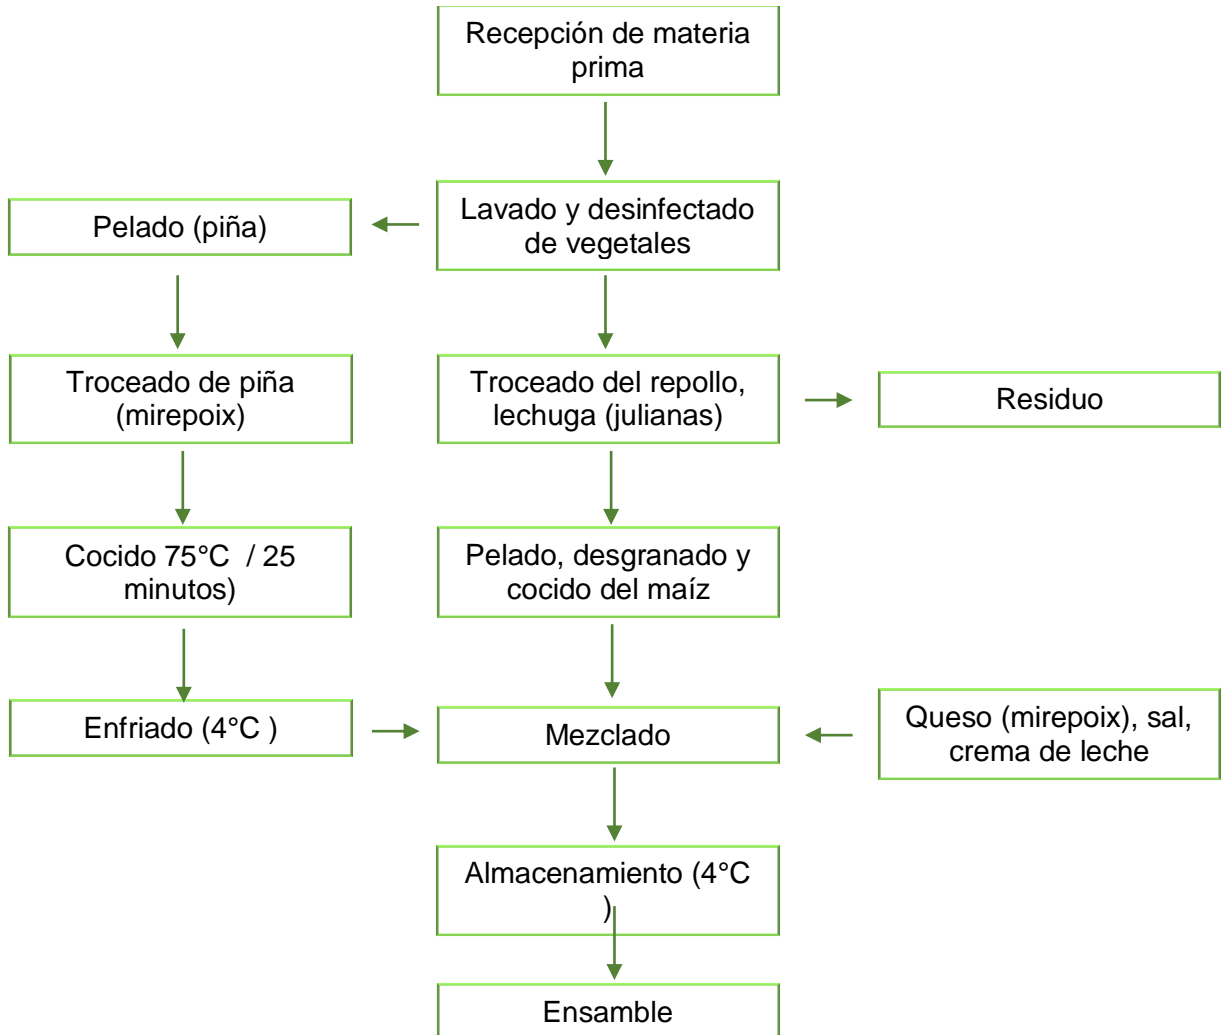 Recepción de materia
prima
Lavado y desinfectado
de vegetales
Pelado (piña)
Troceado de piña
(mirepoix)
Troceado del repollo,
lechuga (julianas)
Residuo
Cocido 75°C  / 25
minutos)
Pelado, desgranado y
cocido del maíz
Enfriado (4°C )
Mezclado
Queso (mirepoix), sal,
crema de leche
Almacenamiento (4°C
)
Ensamble